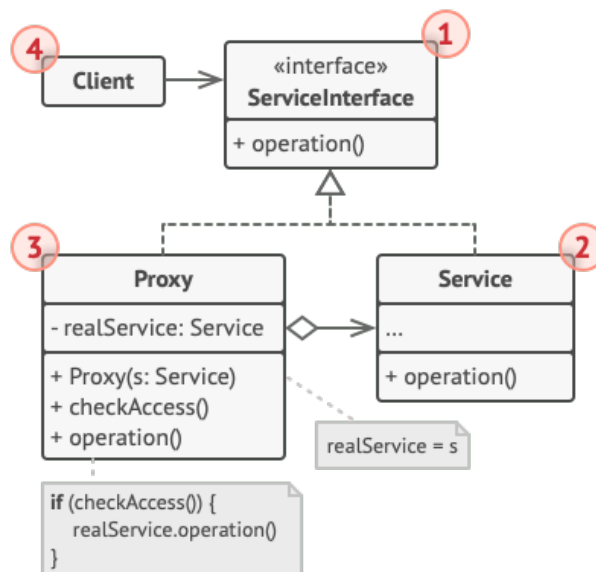 4
Client
1
«interface»
ServiceInterface
+ operation()
3
Proxy
- realService: Service
+ Proxy(s: Service)
+ checkAccess()
+ operation()
2
Service
...
+ operation()
realService = s
if (checkAccess()) {
realService.operation()
}